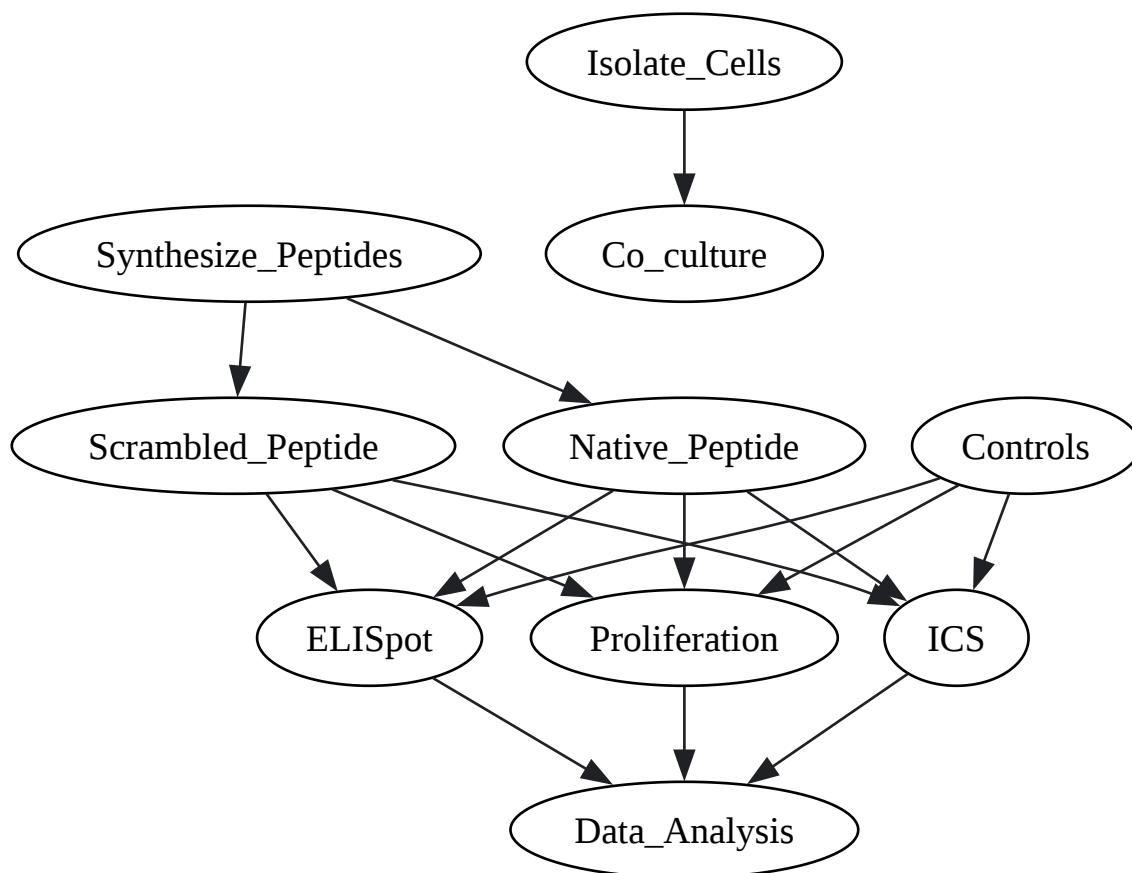 Isolate_Cells
Synthesize_Peptides
Co_culture
Scrambled_Peptide
Native_Peptide
Controls
ELISpot
Proliferation
ICS
Data_Analysis